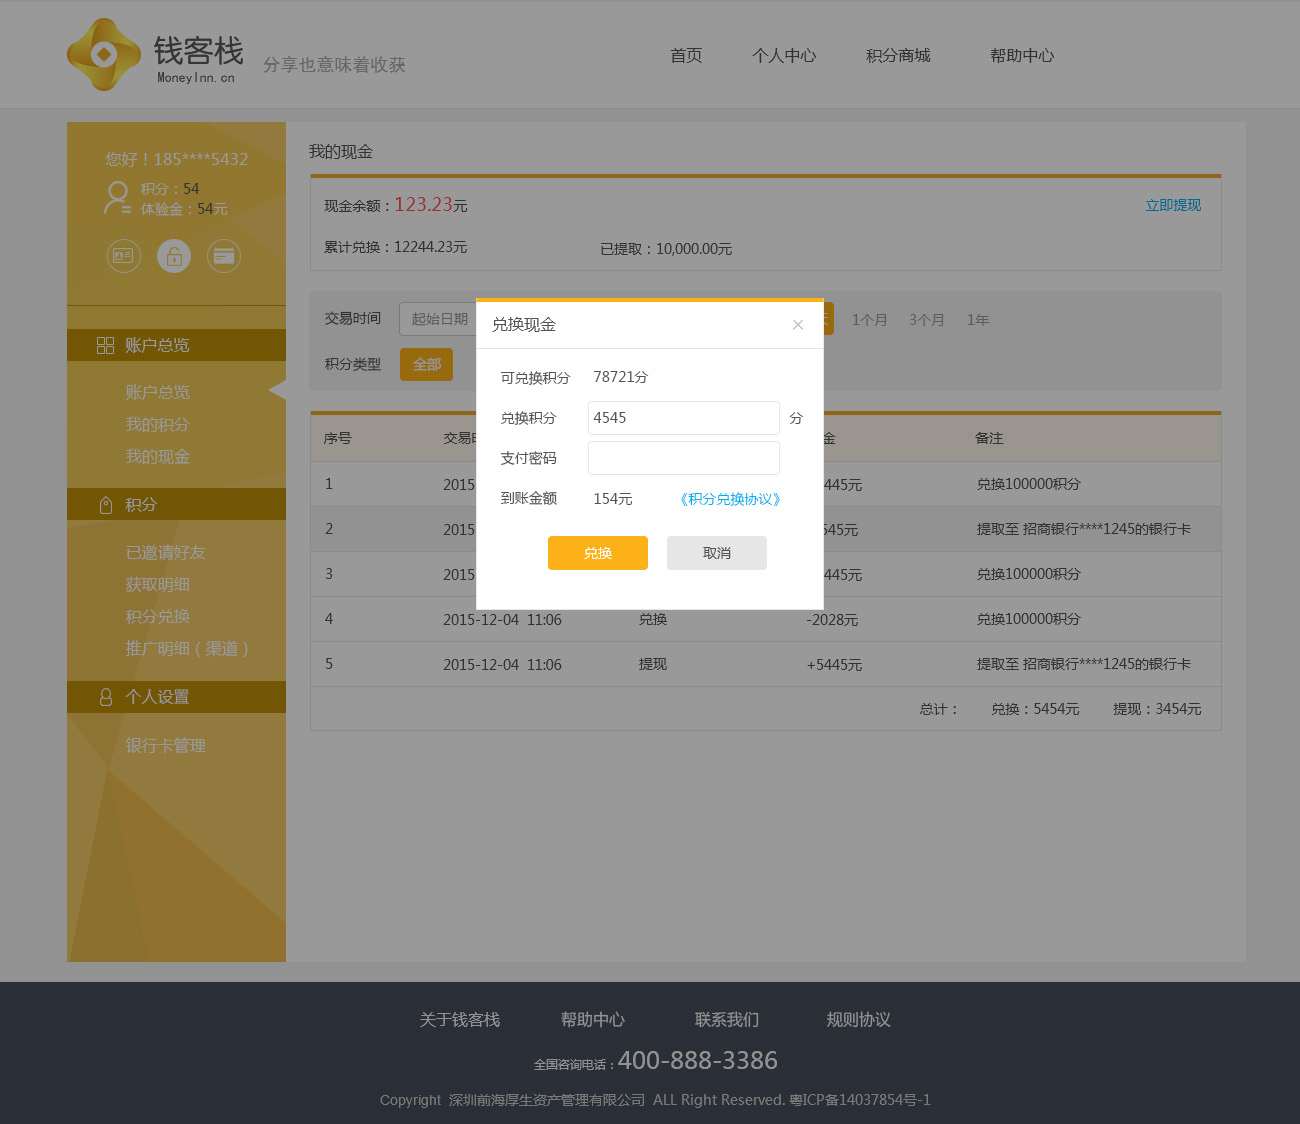 钱客栈
MoneyInn.cn
分享也意味着收获
首页 个人中心 积分商城 帮助中心
您好！185****5432
积分：54
体验金：54元
账户总览
账户总览
我的积分
我的现金
积分
已邀请好友
获取明细
积分兑换
推广明细（渠道）
个人设置
银行卡管理
我的现金
现金余额：123.23元 立即提现
累计兑换：12244.23元 已提取：10,000.00元
交易时间 起始日期 天 1个月 3个月 1年
积分类型 全部
兑换现金 ×
可兑换积分 78721分
兑换积分 4545 分
支付密码
到账金额 154元 《积分兑换协议》
兑换 取消
序号 交易时 金 备注
1 2015 445元 兑换100000积分
2 2015 545元 提取至 招商银行****1245的银行卡
3 2015 445元 兑换100000积分
4 2015-12-04 11:06 兑换 -2028元 兑换100000积分
5 2015-12-04 11:06 提现 +5445元 提取至 招商银行****1245的银行卡
总计： 兑换：5454元 提现：3454元
关于钱客栈 帮助中心 联系我们 规则协议
全国咨询电话：400-888-3386
Copyright 深圳前海厚生资产管理有限公司 ALL Right Reserved. 粤ICP备14037854号-1